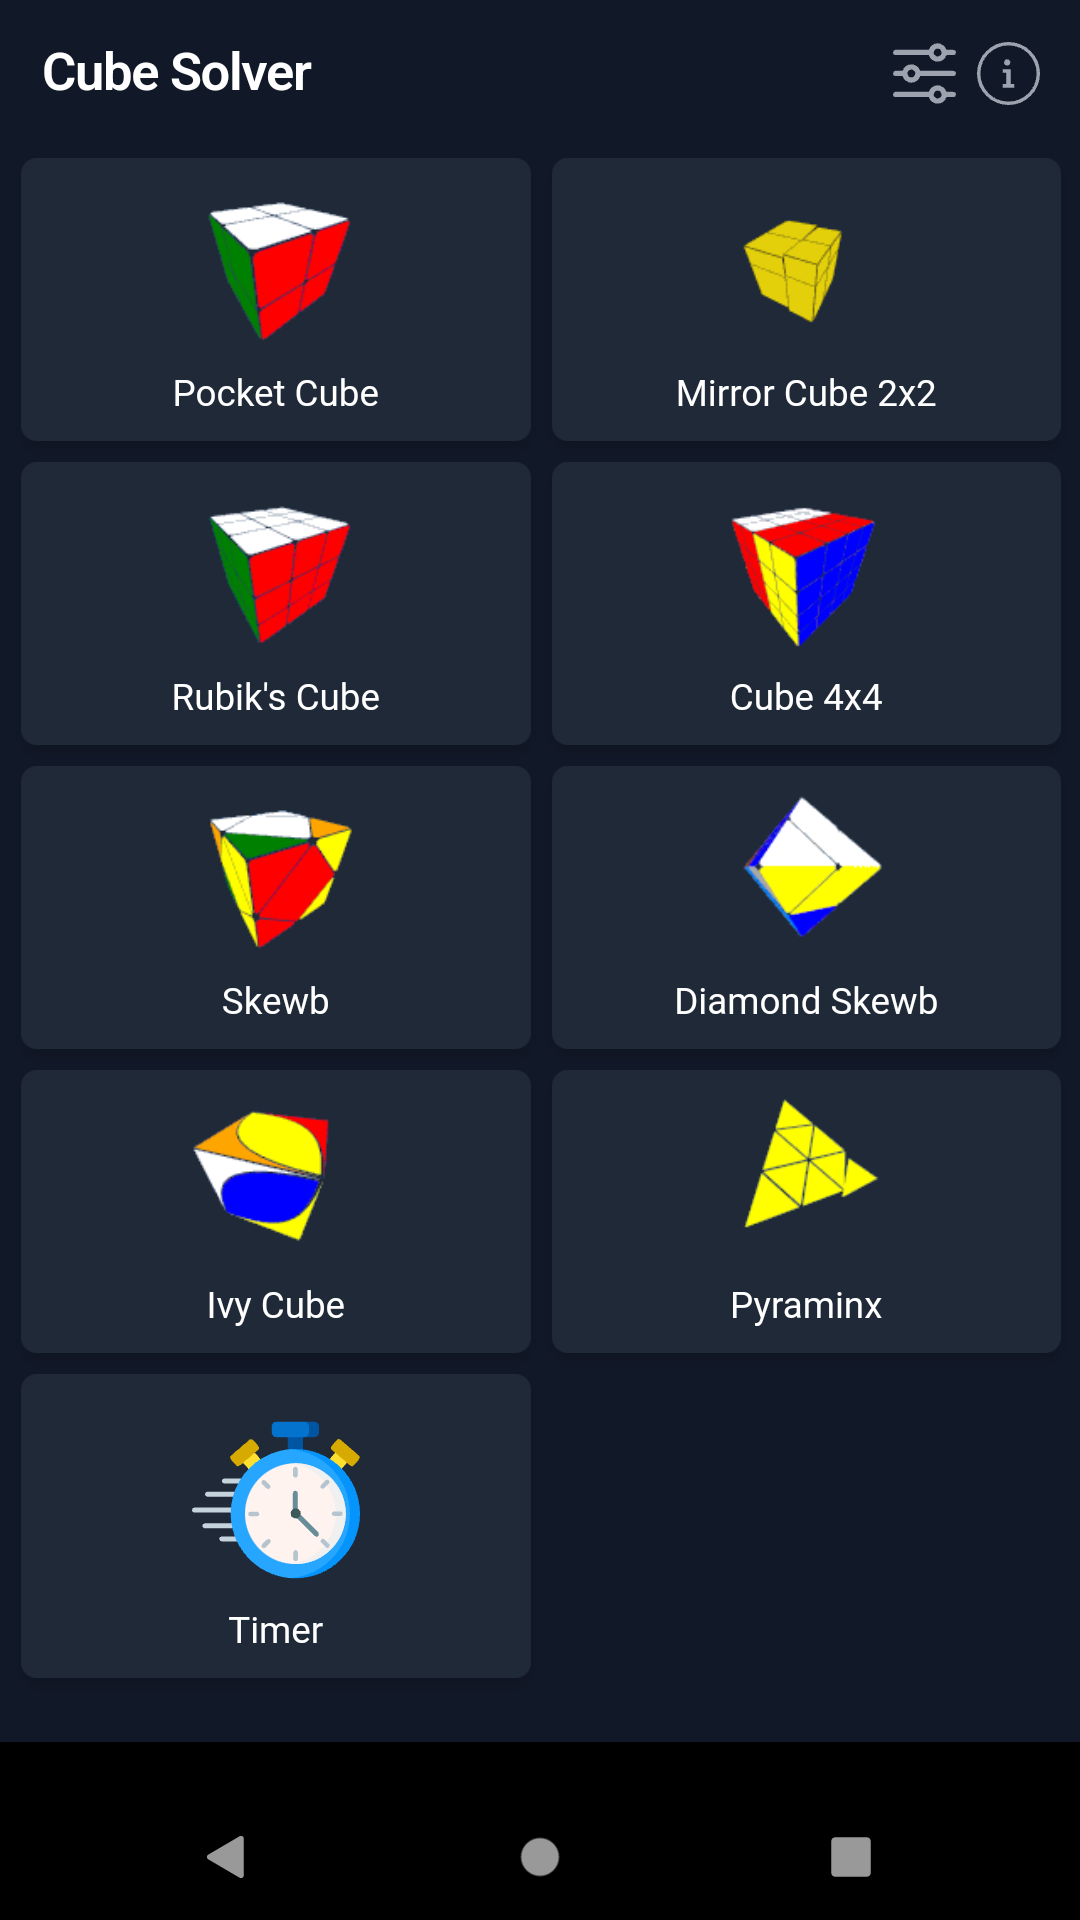 Cube Solver
Pocket Cube
Mirror Cube 2x2
Rubik's Cube
Cube 4x4
Skewb
Diamond Skewb
Ivy Cube
Pyraminx
Timer